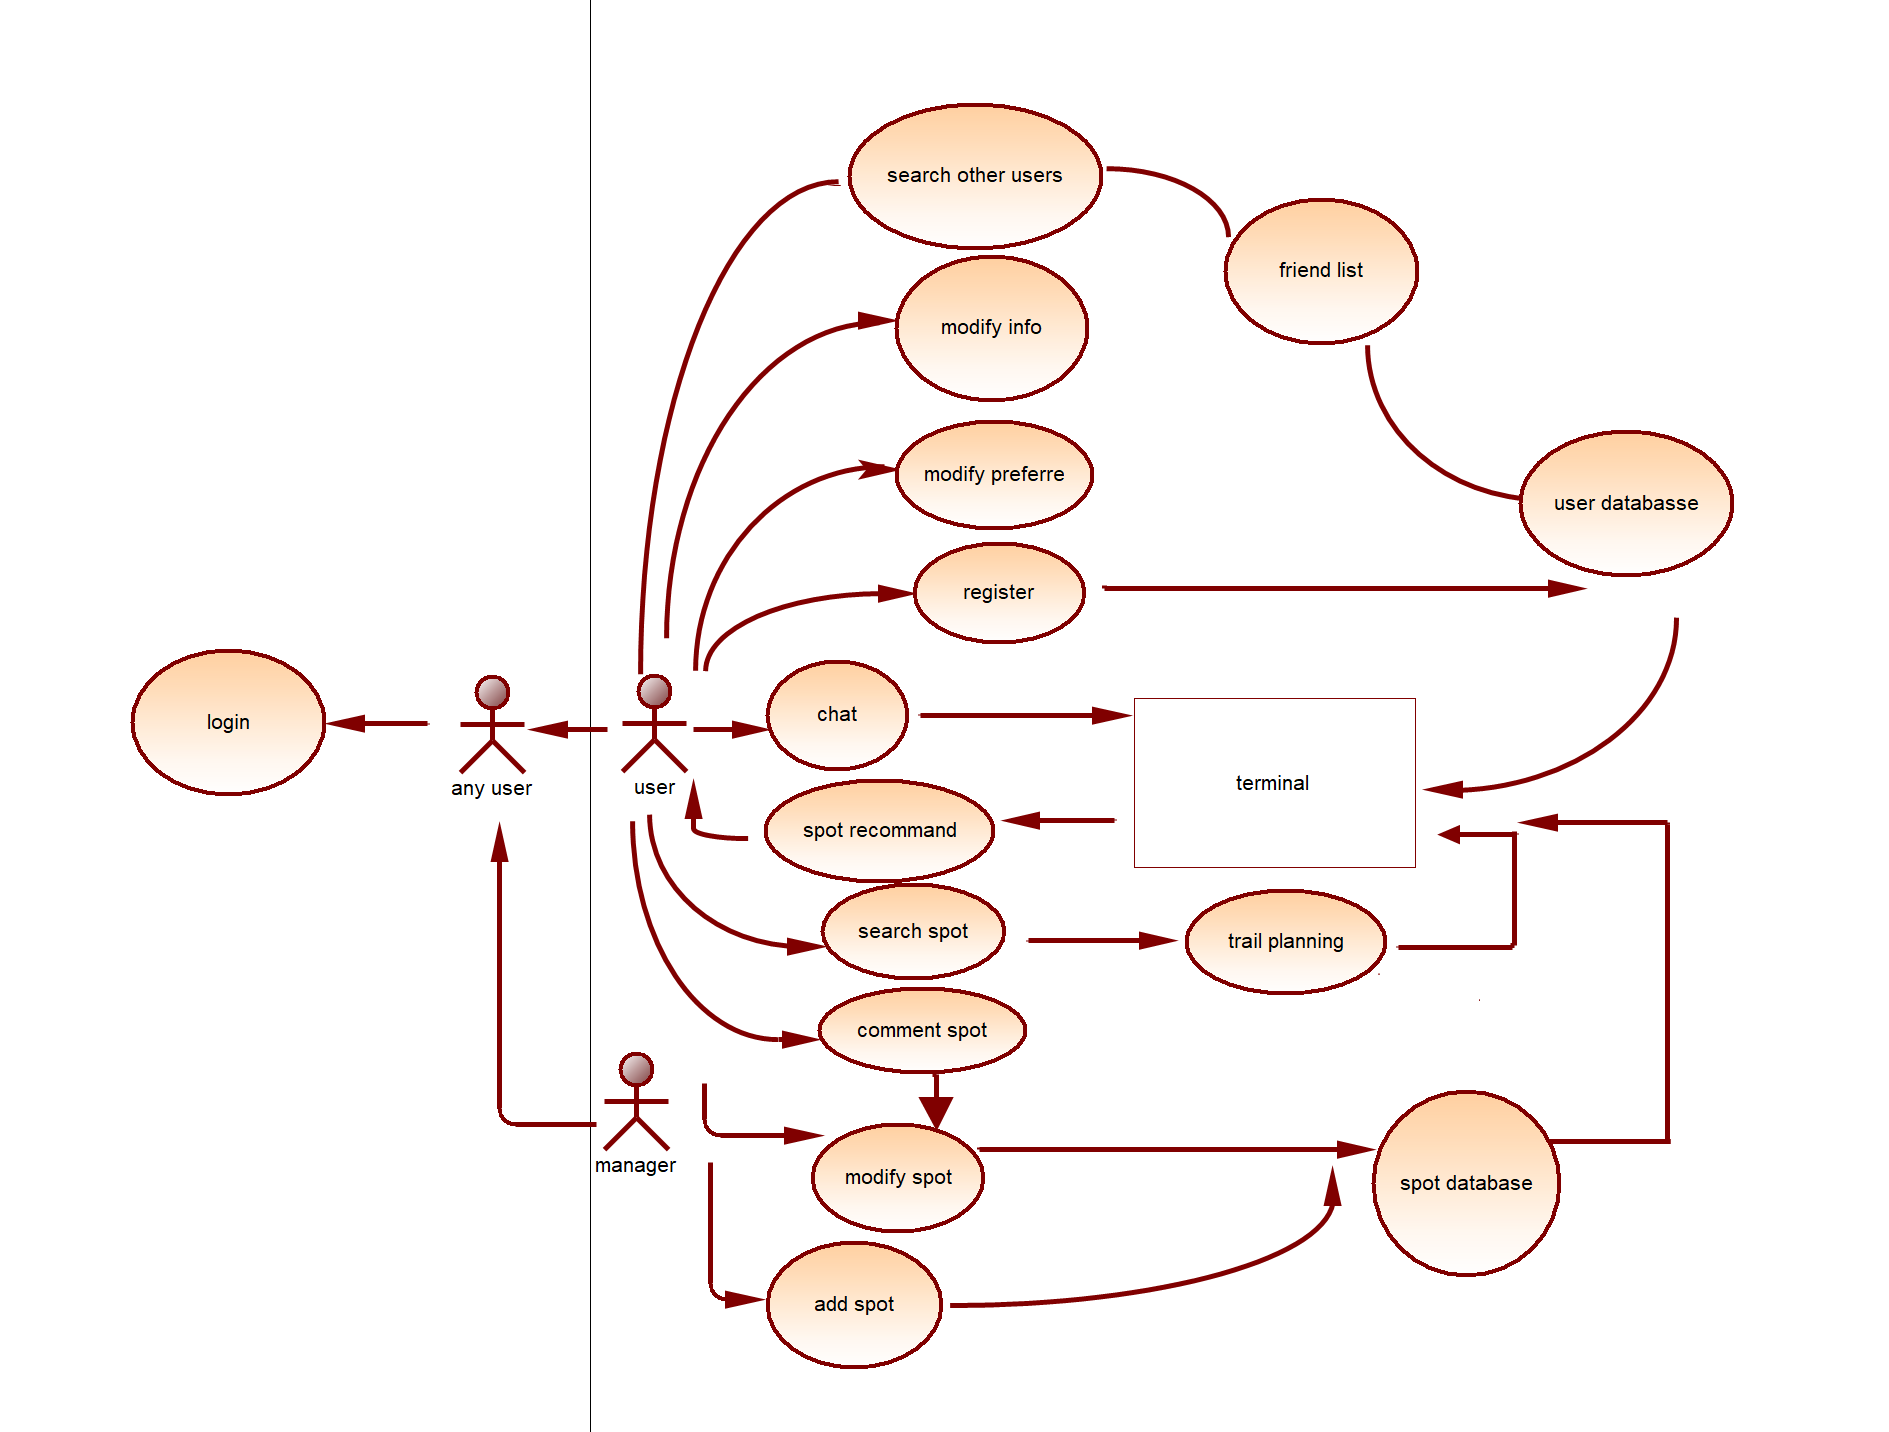 search other users
friend list
modify info
modify preferre
user databasse
register
login
any user
user
chat
terminal
spot recommand
search spot
trail planning
comment spot
manager
modify spot
spot database
add spot